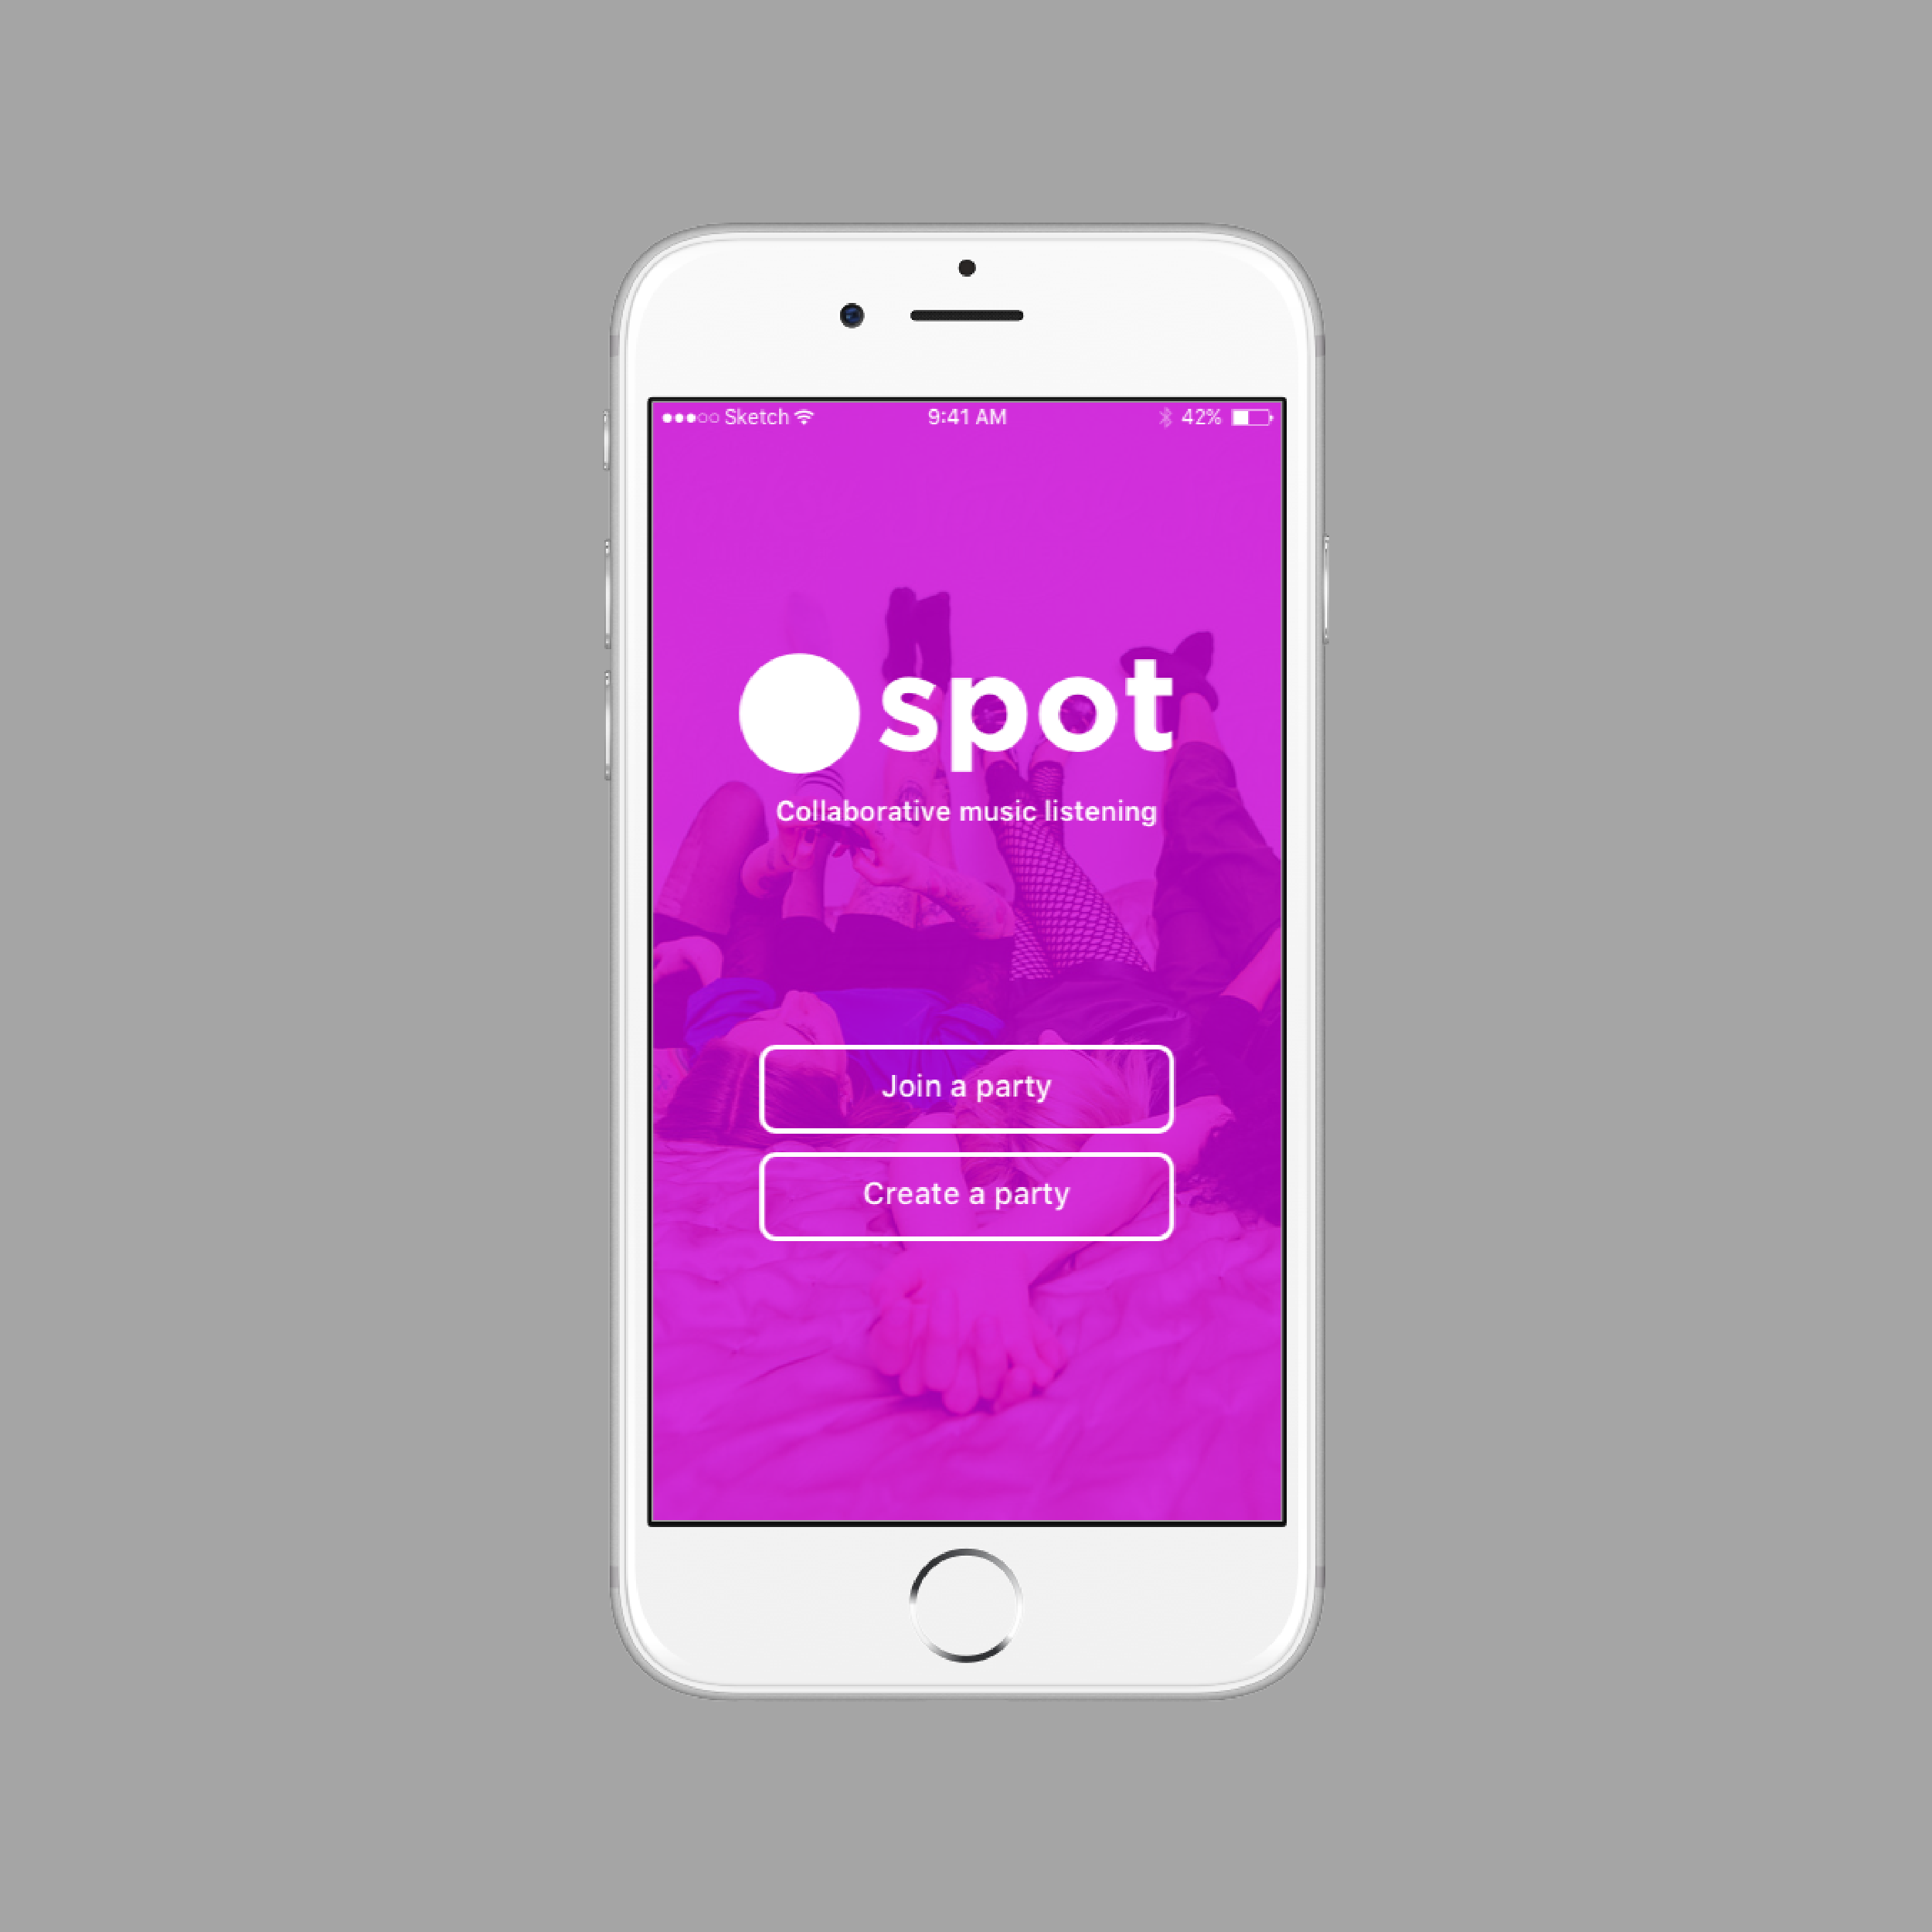 Sketch 9:41 AM 42%
spot
Collaborative music listening
Join a party
Create a party